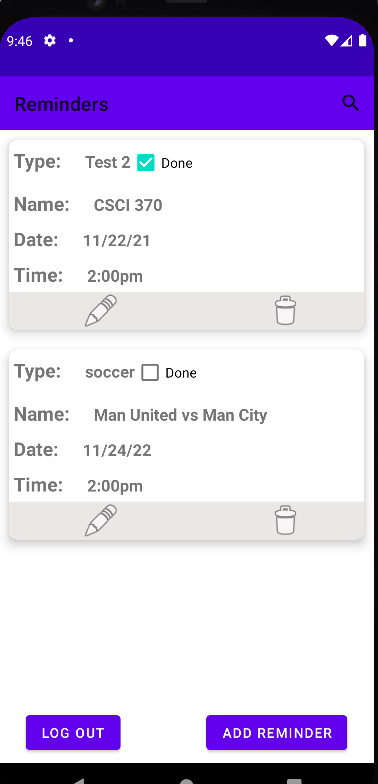 9:46
Reminders
Type: Test 2 Done
Name: CSCI 370
Date: 11/22/21
Time: 2:00pm
Type: soccer Done
Name: Man United vs Man City
Date: 11/24/22
Time: 2:00pm
LOG OUT ADD REMINDER